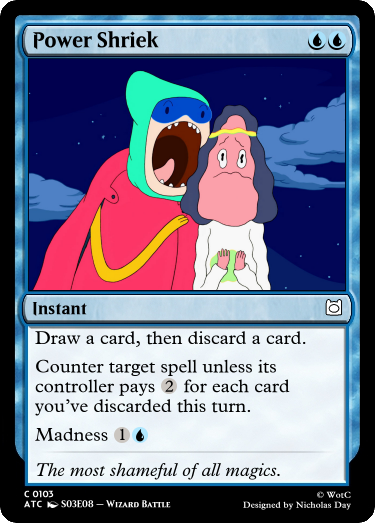 Power Shriek
Instant
Draw a card, then discard a card.
Counter target spell unless its
controller pays 2 for each card
you've discarded this turn.
Madness 1
The most shameful of all magics.
C 0103
© WotC
ATC S03E08 – Wizard Battle
Designed by Nicholas Day